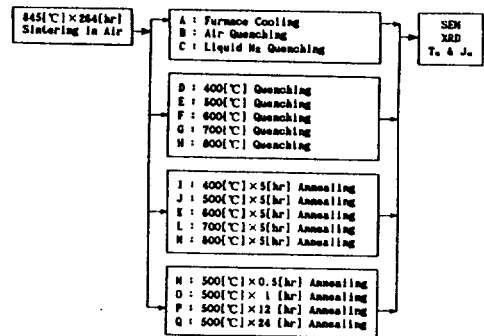 845[℃]×264[hr]
Sintering in Air
A : Furnace Cooling
B : Air Quenching
C : Liquid N₂ Quenching
D : 400[℃] Quenching
E : 500[℃] Quenching
F : 600[℃] Quenching
G : 700[℃] Quenching
H : 800[℃] Quenching
I : 400[℃]×5[hr] Annealing
J : 500[℃]×5[hr] Annealing
K : 600[℃]×5[hr] Annealing
L : 700[℃]×5[hr] Annealing
M : 800[℃]×5[hr] Annealing
N : 500[℃]×0.5[hr] Annealing
O : 500[℃]× 1 [hr] Annealing
P : 500[℃]×12 [hr] Annealing
Q : 500[℃]×24 [hr] Annealing
SEM
XRD
T꜀ & J꜀